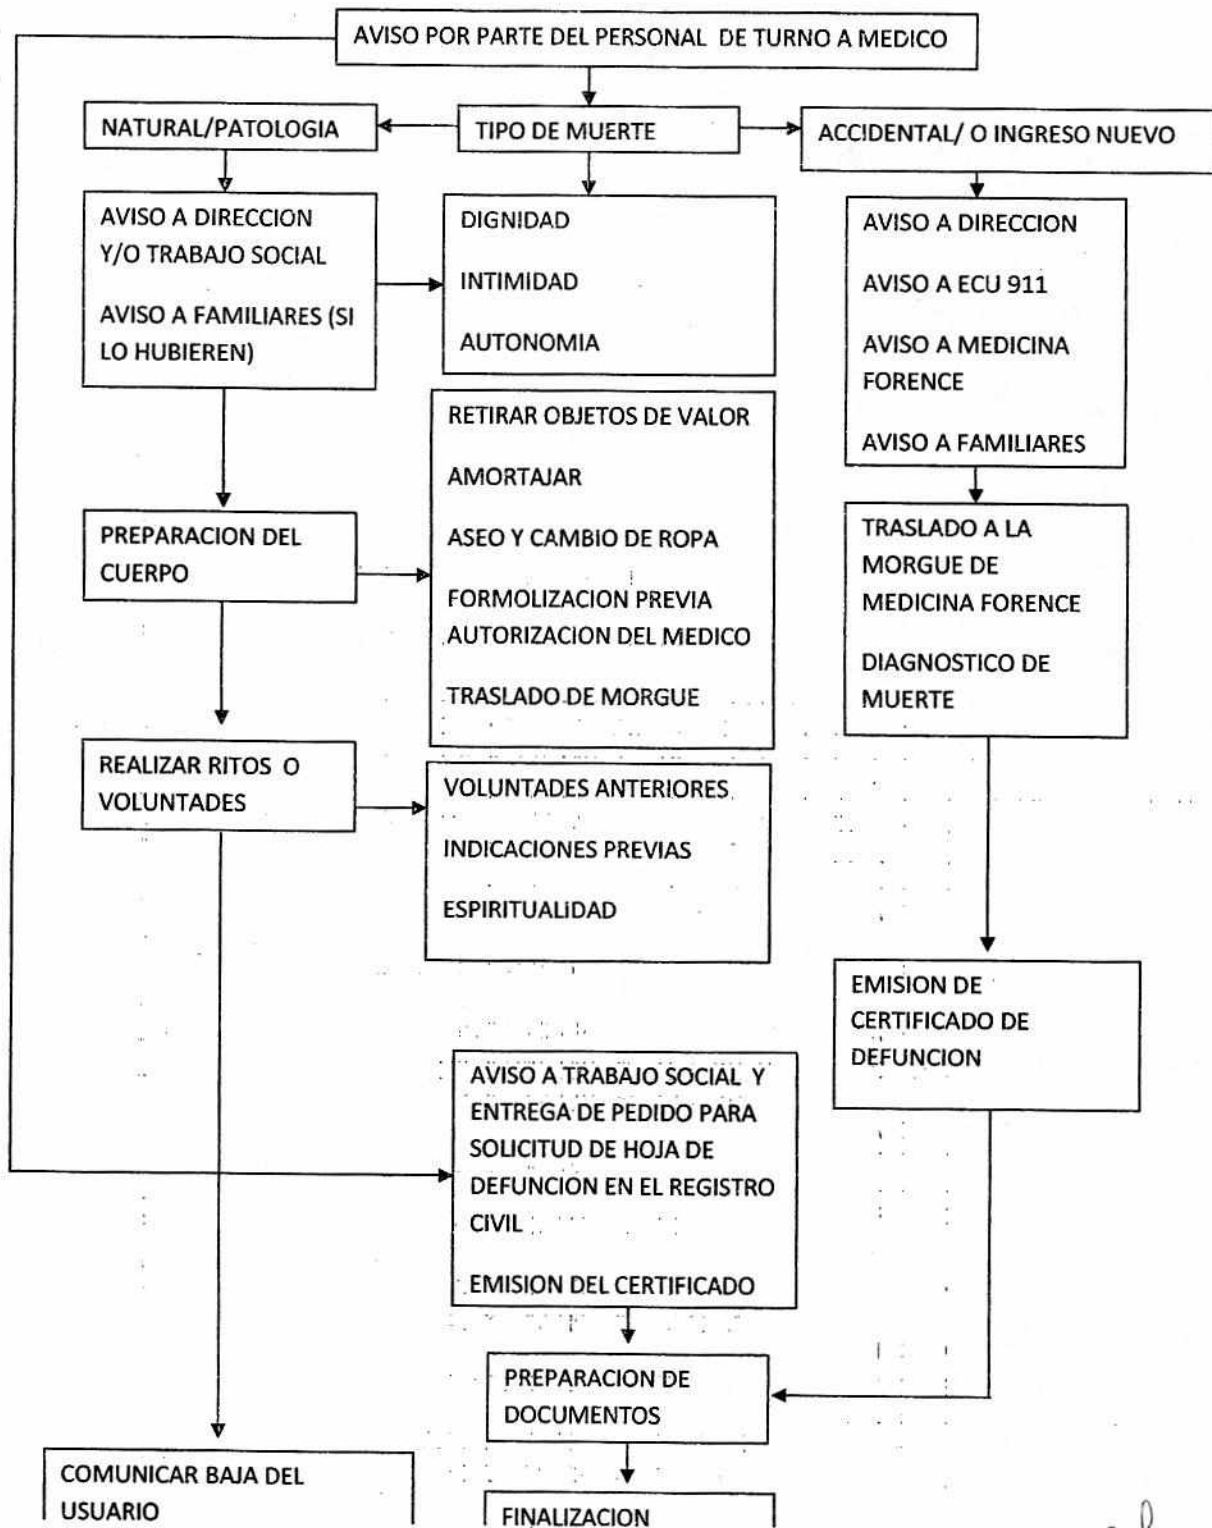 AVISO POR PARTE DEL PERSONAL DE TURNO A MEDICO
NATURAL/PATOLOGIA
TIPO DE MUERTE
ACCIDENTAL/ O INGRESO NUEVO
AVISO A DIRECCION
Y/O TRABAJO SOCIAL
AVISO A FAMILIARES (SI
LO HUBIEREN)
DIGNIDAD
INTIMIDAD
AUTONOMIA
AVISO A DIRECCION
AVISO A ECU 911
AVISO A MEDICINA
FORENCE
AVISO A FAMILIARES
PREPARACION DEL
CUERPO
RETIRAR OBJETOS DE VALOR
AMORTAJAR
ASEO Y CAMBIO DE ROPA
FORMOLIZACION PREVIA
AUTORIZACION DEL MEDICO
TRASLADO DE MORGUE
TRASLADO A LA
MORGUE DE
MEDICINA FORENCE
DIAGNOSTICO DE
MUERTE
REALIZAR RITOS O
VOLUNTADES
VOLUNTADES ANTERIORES
INDICACIONES PREVIAS
ESPIRITUALIDAD
EMISION DE
CERTIFICADO DE
DEFUNCION
AVISO A TRABAJO SOCIAL Y
ENTREGA DE PEDIDO PARA
SOLICITUD DE HOJA DE
DEFUNCION EN EL REGISTRO
CIVIL
EMISION DEL CERTIFICADO
PREPARACION DE
DOCUMENTOS
COMUNICAR BAJA DEL
USUARIO
FINALIZACION